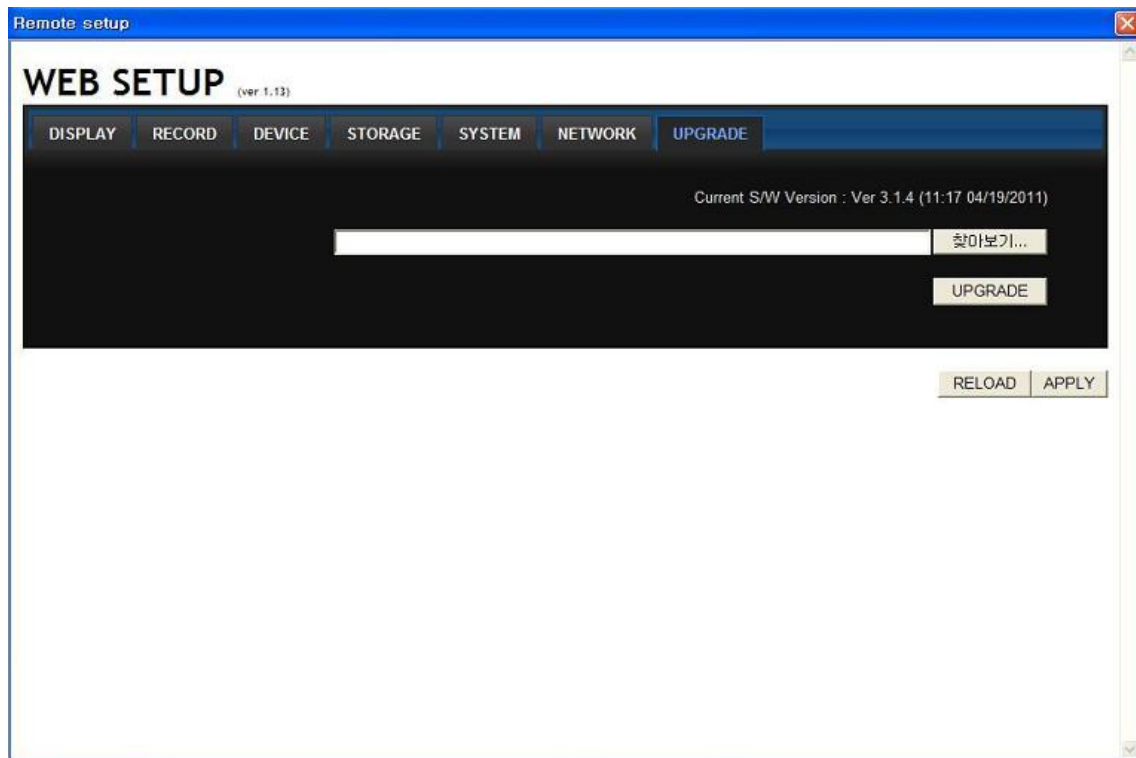 Remote setup
WEB SETUP (ver 1.13)
DISPLAY RECORD DEVICE STORAGE SYSTEM NETWORK UPGRADE
Current S/W Version : Ver 3.1.4 (11:17 04/19/2011)
찾아보기...
UPGRADE
RELOAD APPLY